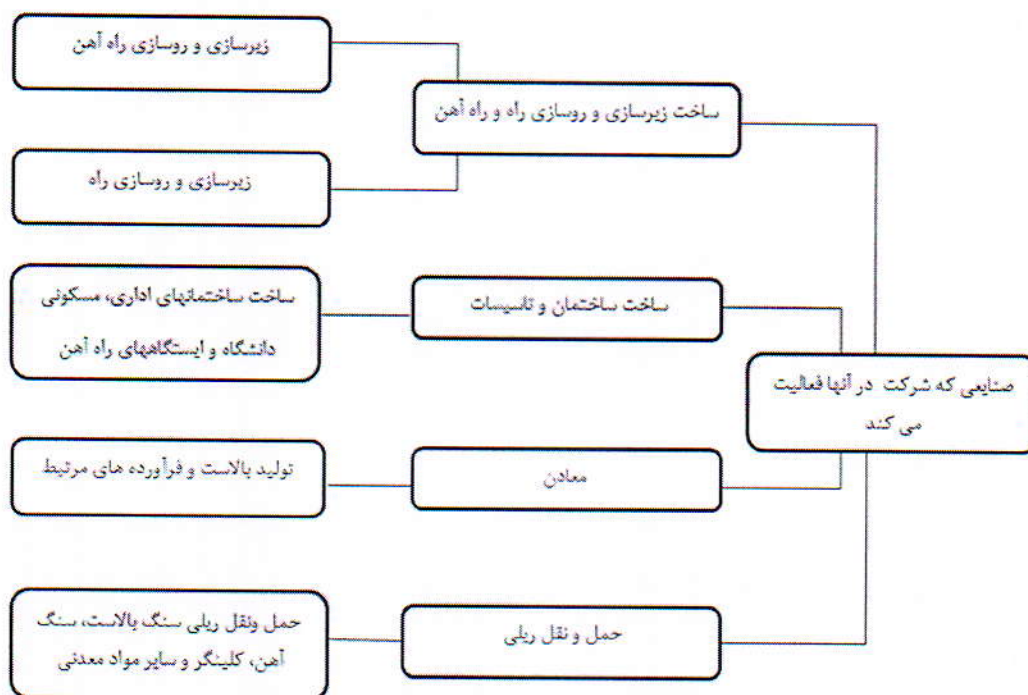 صنایعی که شرکت در آنها فعالیت
می کند
ساخت زیرسازی و روسازی راه و راه آهن
زیرسازی و روسازی راه آهن
زیرسازی و روسازی راه
ساخت ساختمان و تاسیسات
ساخت ساختمانهای اداری، مسکونی
دانشگاه و ایستگاههای راه آهن
معادن
تولید بالاست و فرآورده های مرتبط
حمل و نقل ریلی
حمل ونقل ریلی سنگ بالاست، سنگ
آهن، کلینگر و سایر مواد معدنی